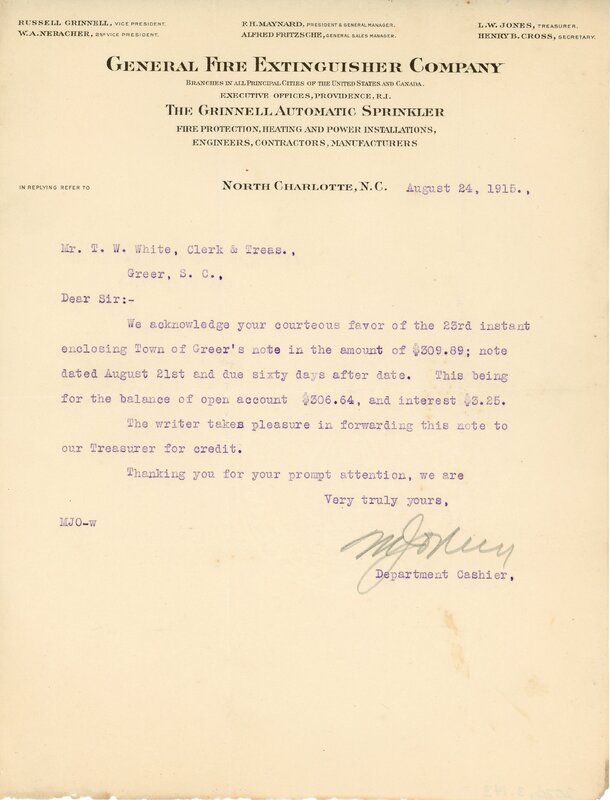 RUSSELL GRINNELL, VICE PRESIDENT.
W.A. NERACHER, 2ND VICE PRESIDENT.
F.H. MAYNARD, PRESIDENT & GENERAL MANAGER.
ALFRED FRITZSCHE, GENERAL SALES MANAGER.
L.W. JONES, TREASURER.
HENRY B. CROSS, SECRETARY.
GENERAL FIRE EXTINGUISHER COMPANY
BRANCHES IN ALL PRINCIPAL CITIES OF THE UNITED STATES AND CANADA.
EXECUTIVE OFFICES, PROVIDENCE, R.I.
THE GRINNELL AUTOMATIC SPRINKLER
FIRE PROTECTION, HEATING AND POWER INSTALLATIONS,
ENGINEERS, CONTRACTORS, MANUFACTURERS
IN REPLYING REFER TO
NORTH CHARLOTTE, N.C. August 24, 1915.,
Mr. T. W. White, Clerk & Treas.,
Greer, S. C.,
Dear Sir:-
We acknowledge your courteous favor of the 23rd instant
enclosing Town of Greer's note in the amount of $309.89; note
dated August 21st and due sixty days after date. This being
for the balance of open account $306.64, and interest $3.25.
The writer takes pleasure in forwarding this note to
our Treasurer for credit.
Thanking you for your prompt attention, we are
Very truly yours,
MJO-w
Department Cashier,